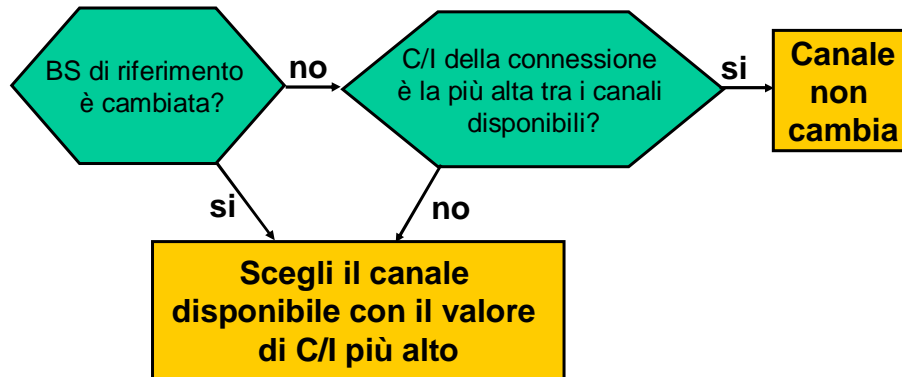 BS di riferimento
è cambiata?
no
C/I della connessione
è la più alta tra i canali
disponibili?
si
Canale
non
cambia
si
no
Scegli il canale
disponibile con il valore
di C/I più alto